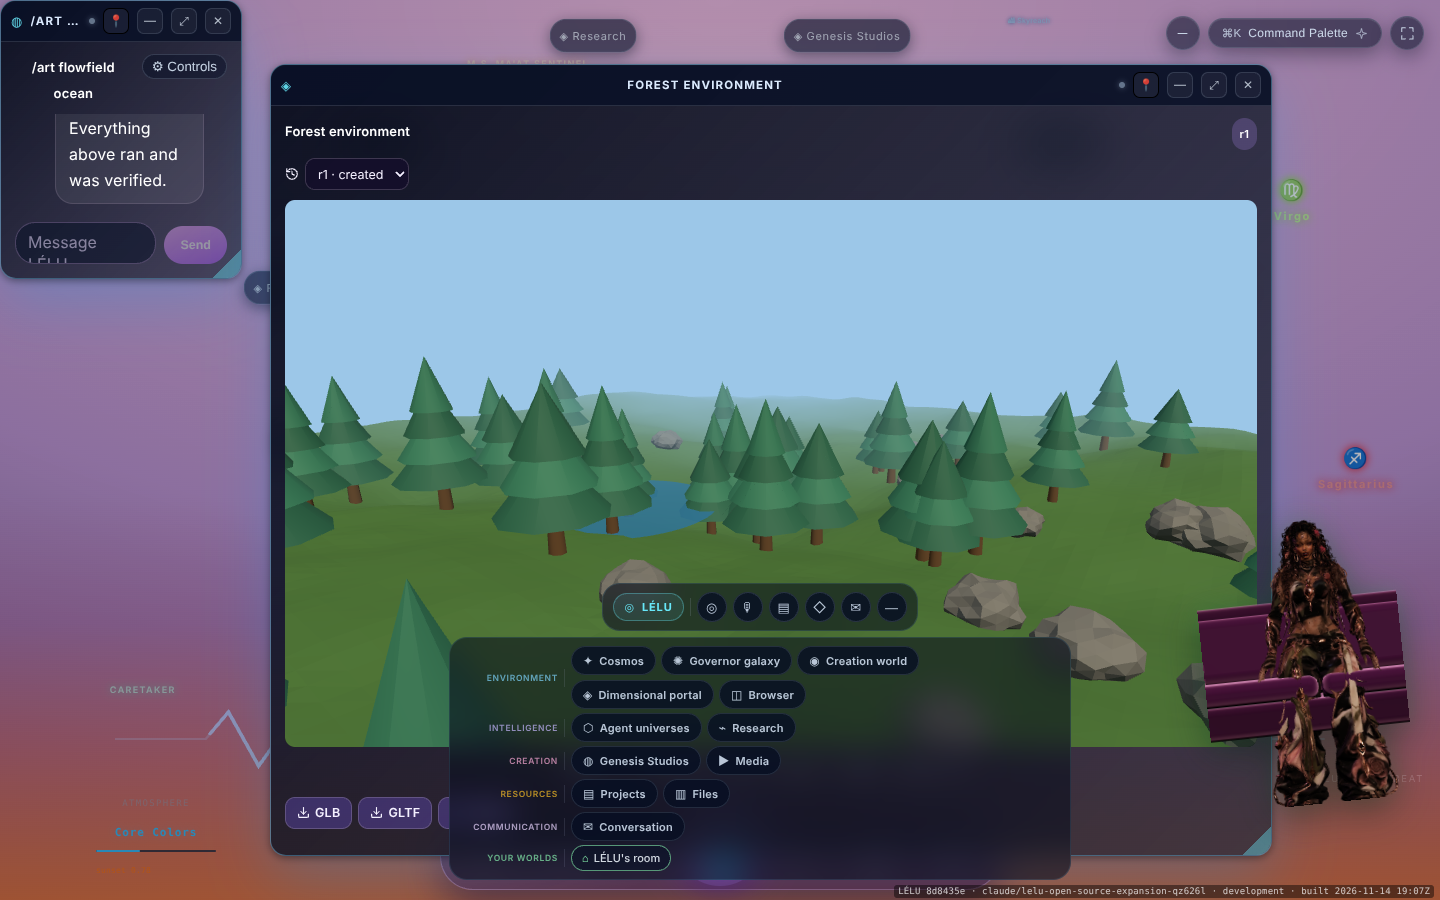 /ART ...
/art flowfield
ocean
⚙ Controls
Everything
above ran and
was verified.
Message
LÉLU
Send
Research
Genesis Studios
⌘K Command Palette
FOREST ENVIRONMENT
Forest environment
r1
r1 · created
Virgo
Sagittarius
LÉLU
ENVIRONMENT
Cosmos
Governor galaxy
Creation world
Dimensional portal
Browser
INTELLIGENCE
Agent universes
Research
CREATION
Genesis Studios
Media
RESOURCES
Projects
Files
COMMUNICATION
Conversation
YOUR WORLDS
LÉLU's room
GLB
GLTF
CARETAKER
ATMOSPHERE
Core Colors
LÉLU 8d8435e · claude/lelu-open-source-expansion-qz626l · development · built 2026-11-14 19:07Z